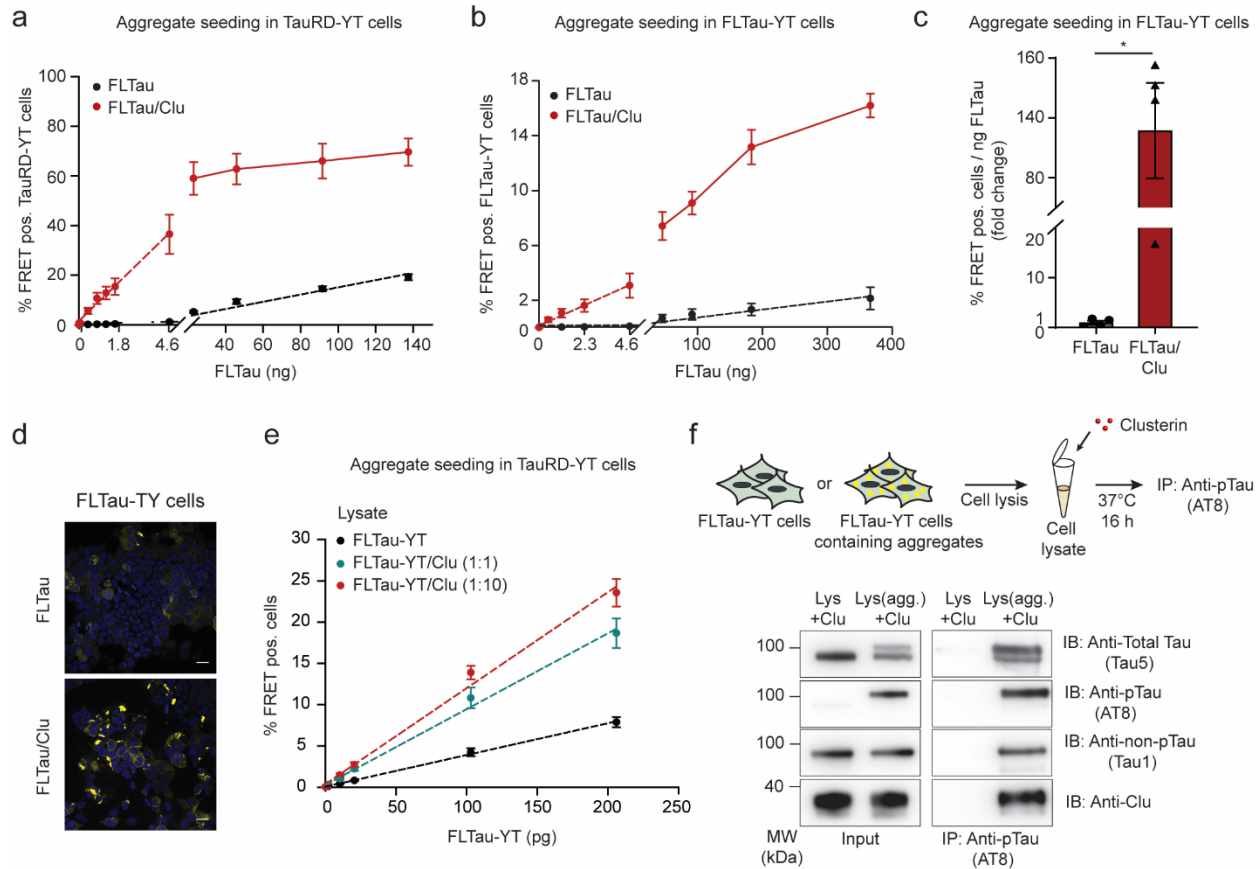 a
Aggregate seeding in TauRD-YT cells
% FRET pos. TauRD-YT cells
100
80
60
40
20
0
FLTau
FLTau/Clu
0 1.8 4.6 20 40 60 80 100 120 140
FLTau (ng)
b
Aggregate seeding in FLTau-YT cells
% FRET pos. FLTau-YT cells
18
14
10
6
2
0
FLTau
FLTau/Clu
0 2.3 4.6 100 200 300 400
FLTau (ng)
c
Aggregate seeding in FLTau-YT cells
% FRET pos. cells / ng FLTau
(fold change)
160
80
20
10
1
0
*
FLTau
FLTau/
Clu
d
FLTau-TY cells
FLTau
FLTau/Clu
e
Aggregate seeding in TauRD-YT cells
Lysate
FLTau-YT
FLTau-YT/Clu (1:1)
FLTau-YT/Clu (1:10)
% FRET pos. cells
30
25
20
15
10
5
0
0 50 100 150 200 250
FLTau-YT (pg)
f
Clusterin
or
FLTau-YT cells
FLTau-YT cells
containing aggregates
Cell lysis
Cell
lysate
37°C
16 h
IP: Anti-pTau
(AT8)
Lys
+Clu
Lys(agg.)
+Clu
Lys
+Clu
Lys(agg.)
+Clu
100
IB: Anti-Total Tau
(Tau5)
100
IB: Anti-pTau
(AT8)
100
IB: Anti-non-pTau
(Tau1)
40
IB: Anti-Clu
MW
(kDa)
Input
IP: Anti-pTau
(AT8)